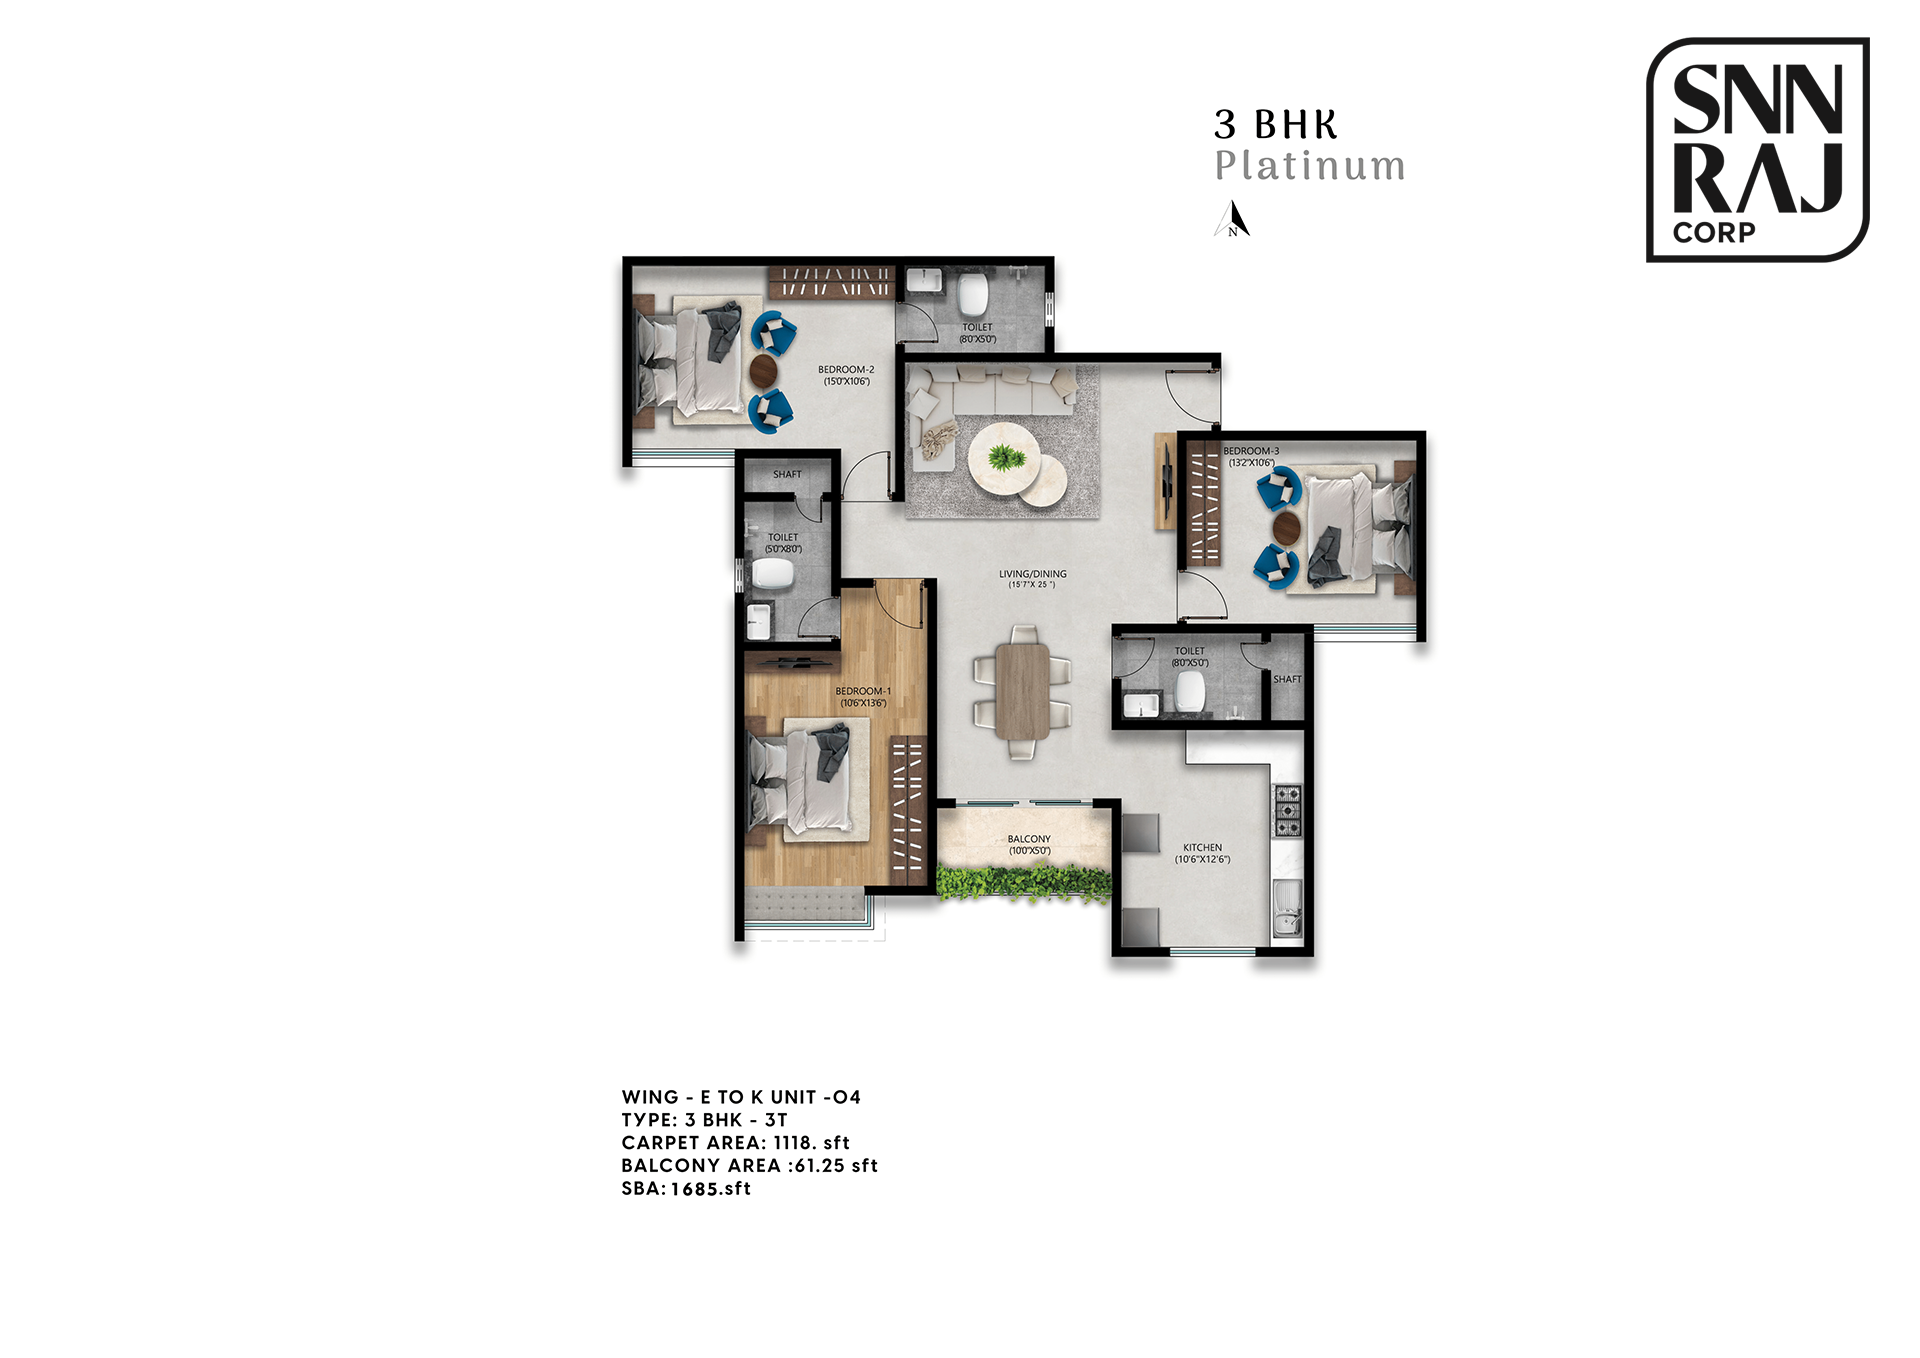 SNN
RAJ
CORP
3 BHK
Platinum
N
TOILET
(8'0"X5'0")
BEDROOM-2
(15'0"X10'6")
BEDROOM-3
(13'2"X10'6")
SHAFT
TOILET
(5'0"X8'0")
LIVING/DINING
(15'7"X 25 ")
TOILET
(8'0"X5'0")
SHAFT
BEDROOM-1
(10'6"X13'6")
BALCONY
(10'0"X5'0")
KITCHEN
(10'6"X12'6")
WING - E TO K UNIT -O4
TYPE: 3 BHK - 3T
CARPET AREA: 1118. sft
BALCONY AREA :61.25 sft
SBA: 1685.sft